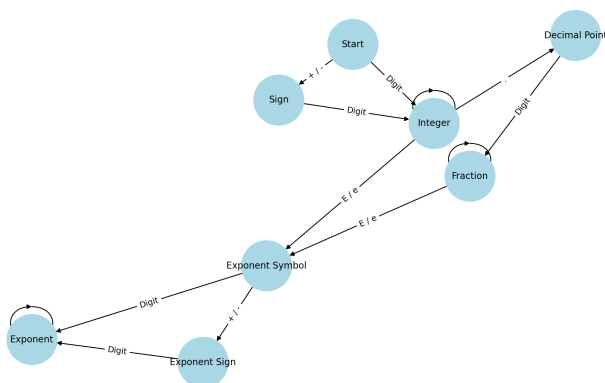 Decimal Point
Start
+ / -
Digit
Sign
Digit
.
Integer
Digit
Fraction
E / e
E / e
Exponent Symbol
Digit
+ / -
Exponent
Digit
Exponent Sign